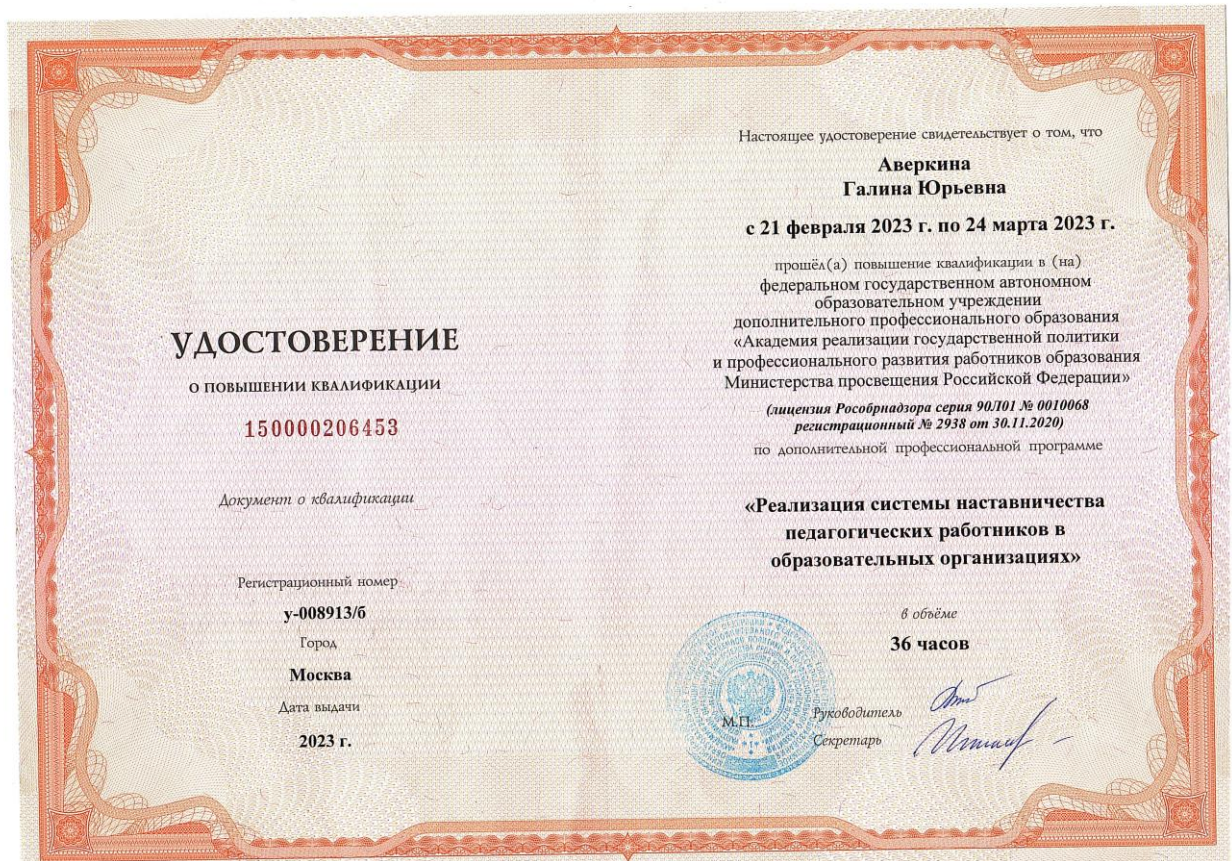 УДОСТОВЕРЕНИЕ
О ПОВЫШЕНИИ КВАЛИФИКАЦИИ
150000206453
Документ о квалификации
Регистрационный номер
у-008913/б
Город
Москва
Дата выдачи
2023 г.
Настоящее удостоверение свидетельствует о том, что
Аверкина
Галина Юрьевна
с 21 февраля 2023 г. по 24 марта 2023 г.
прошёл(а) повышение квалификации в (на)
федеральном государственном автономном
образовательном учреждении
дополнительного профессионального образования
«Академия реализации государственной политики
и профессионального развития работников образования
Министерства просвещения Российской Федерации»
(лицензия Рособрнадзора серия 90Л01 № 0010068
регистрационный № 2938 от 30.11.2020)
по дополнительной профессиональной программе
«Реализация системы наставничества
педагогических работников в
образовательных организациях»
в объёме
36 часов
М.П.
Руководитель
Секретарь